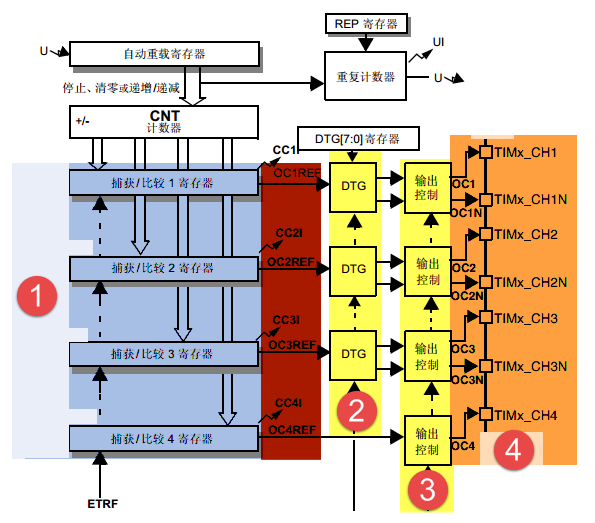 REP 寄存器
U
自动重载寄存器
UI
停止、清零或递增/递减
重复计数器
U
+/-
CNT
计数器
CC1I
DTG[7:0]寄存器
捕获/比较 1 寄存器
OC1REF
DTG
输出
控制
OC1
OC1N
TIMx_CH1
TIMx_CH1N
CC2I
捕获/比较 2 寄存器
OC2REF
DTG
输出
控制
OC2
OC2N
TIMx_CH2
TIMx_CH2N
1
CC3I
捕获/比较 3 寄存器
OC3REF
DTG
输出
控制
OC3
OC3N
TIMx_CH3
TIMx_CH3N
CC4I
2
捕获/比较 4 寄存器
OC4REF
输出
控制
OC4
TIMx_CH4
4
3
ETRF